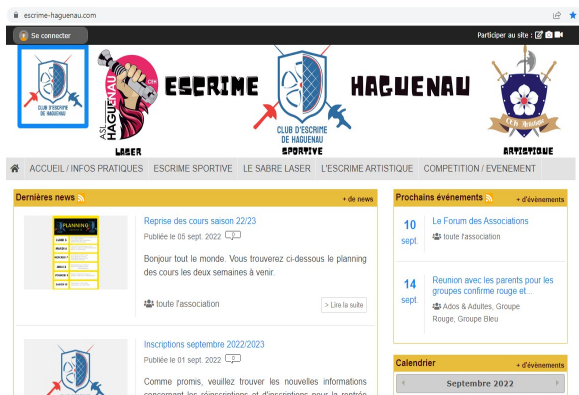 escrime-haguenau.com
Se connecter
Participer au site :
CLUB D'ESCRIME
DE HAGUENAU
ASL HAGUENAU
CEH
LASER
ESCRIME
CLUB D'ESCRIME
DE HAGUENAU
SPORTIVE
HAGUENAU
CEH Artistique
ARTISTIQUE
ACCUEIL / INFOS PRATIQUES ESCRIME SPORTIVE LE SABRE LASER L'ESCRIME ARTISTIQUE COMPETITION / EVENEMENT
Dernières news + de news
PLANNING
Reprise des cours saison 22/23
Publiée le 05 sept. 2022
Bonjour tout le monde. Vous trouverez ci-dessous le planning
des cours les deux semaines à venir.
toute l'association > Lire la suite
Inscriptions septembre 2022/2023
Publiée le 01 sept. 2022
Comme promis, veuillez trouver les nouvelles informations
concernant les réinscriptions et d'inscriptions pour la rentrée
Prochains événements + d'évènements
10
sept.
Le Forum des Associations
toute l'association
14
sept.
Reunion avec les parents pour les
groupes confirme rouge et...
Ados & Adultes, Groupe
Rouge, Groupe Bleu
Calendrier + d'évènements
Septembre 2022